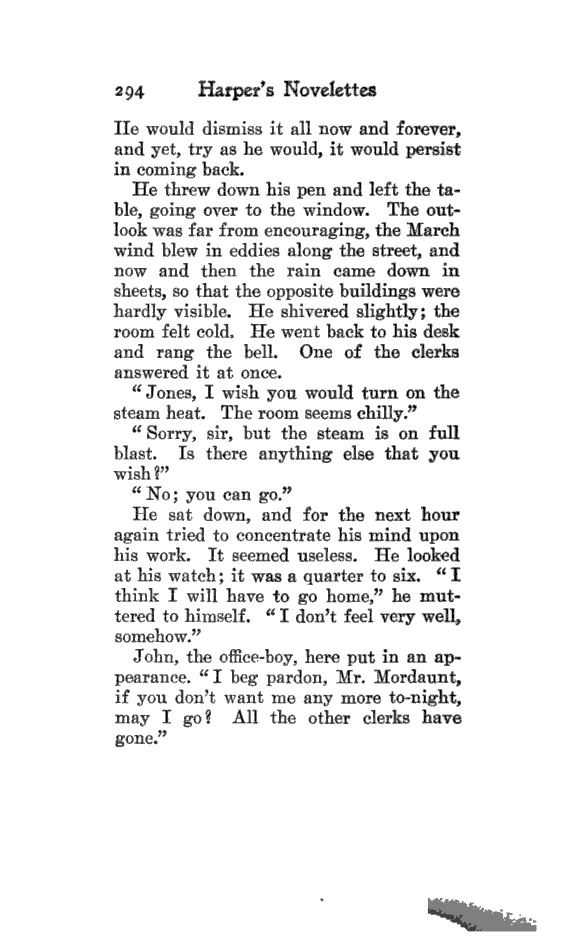 294 Harper's Novelettes
He would dismiss it all now and forever,
and yet, try as he would, it would persist
in coming back.
He threw down his pen and left the ta-
ble, going over to the window. The out-
look was far from encouraging, the March
wind blew in eddies along the street, and
now and then the rain came down in
sheets, so that the opposite buildings were
hardly visible. He shivered slightly; the
room felt cold. He went back to his desk
and rang the bell. One of the clerks
answered it at once.
"Jones, I wish you would turn on the
steam heat. The room seems chilly."
"Sorry, sir, but the steam is on full
blast. Is there anything else that you
wish?"
"No; you can go."
He sat down, and for the next hour
again tried to concentrate his mind upon
his work. It seemed useless. He looked
at his watch; it was a quarter to six. "I
think I will have to go home," he mut-
tered to himself. "I don't feel very well,
somehow."
John, the office-boy, here put in an ap-
pearance. "I beg pardon, Mr. Mordaunt,
if you don't want me any more to-night,
may I go? All the other clerks have
gone."